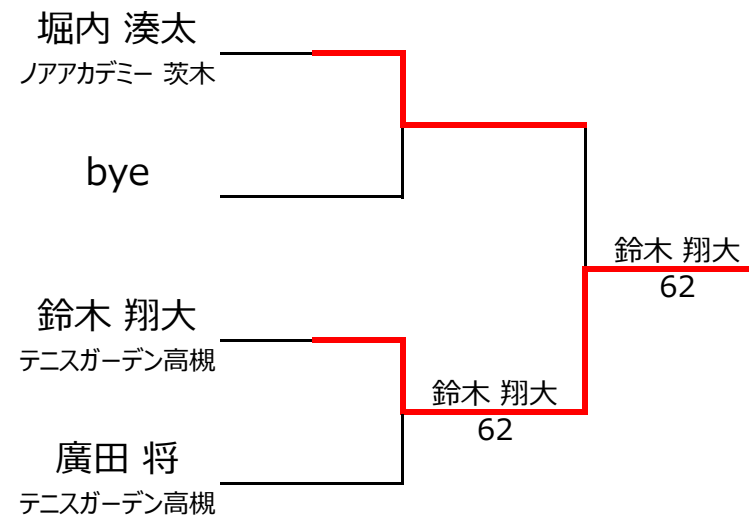 堀内 湊太
ノアアカデミー 茨木
bye
鈴木 翔大
62
鈴木 翔大
テニスガーデン高槻
鈴木 翔大
62
廣田 将
テニスガーデン高槻